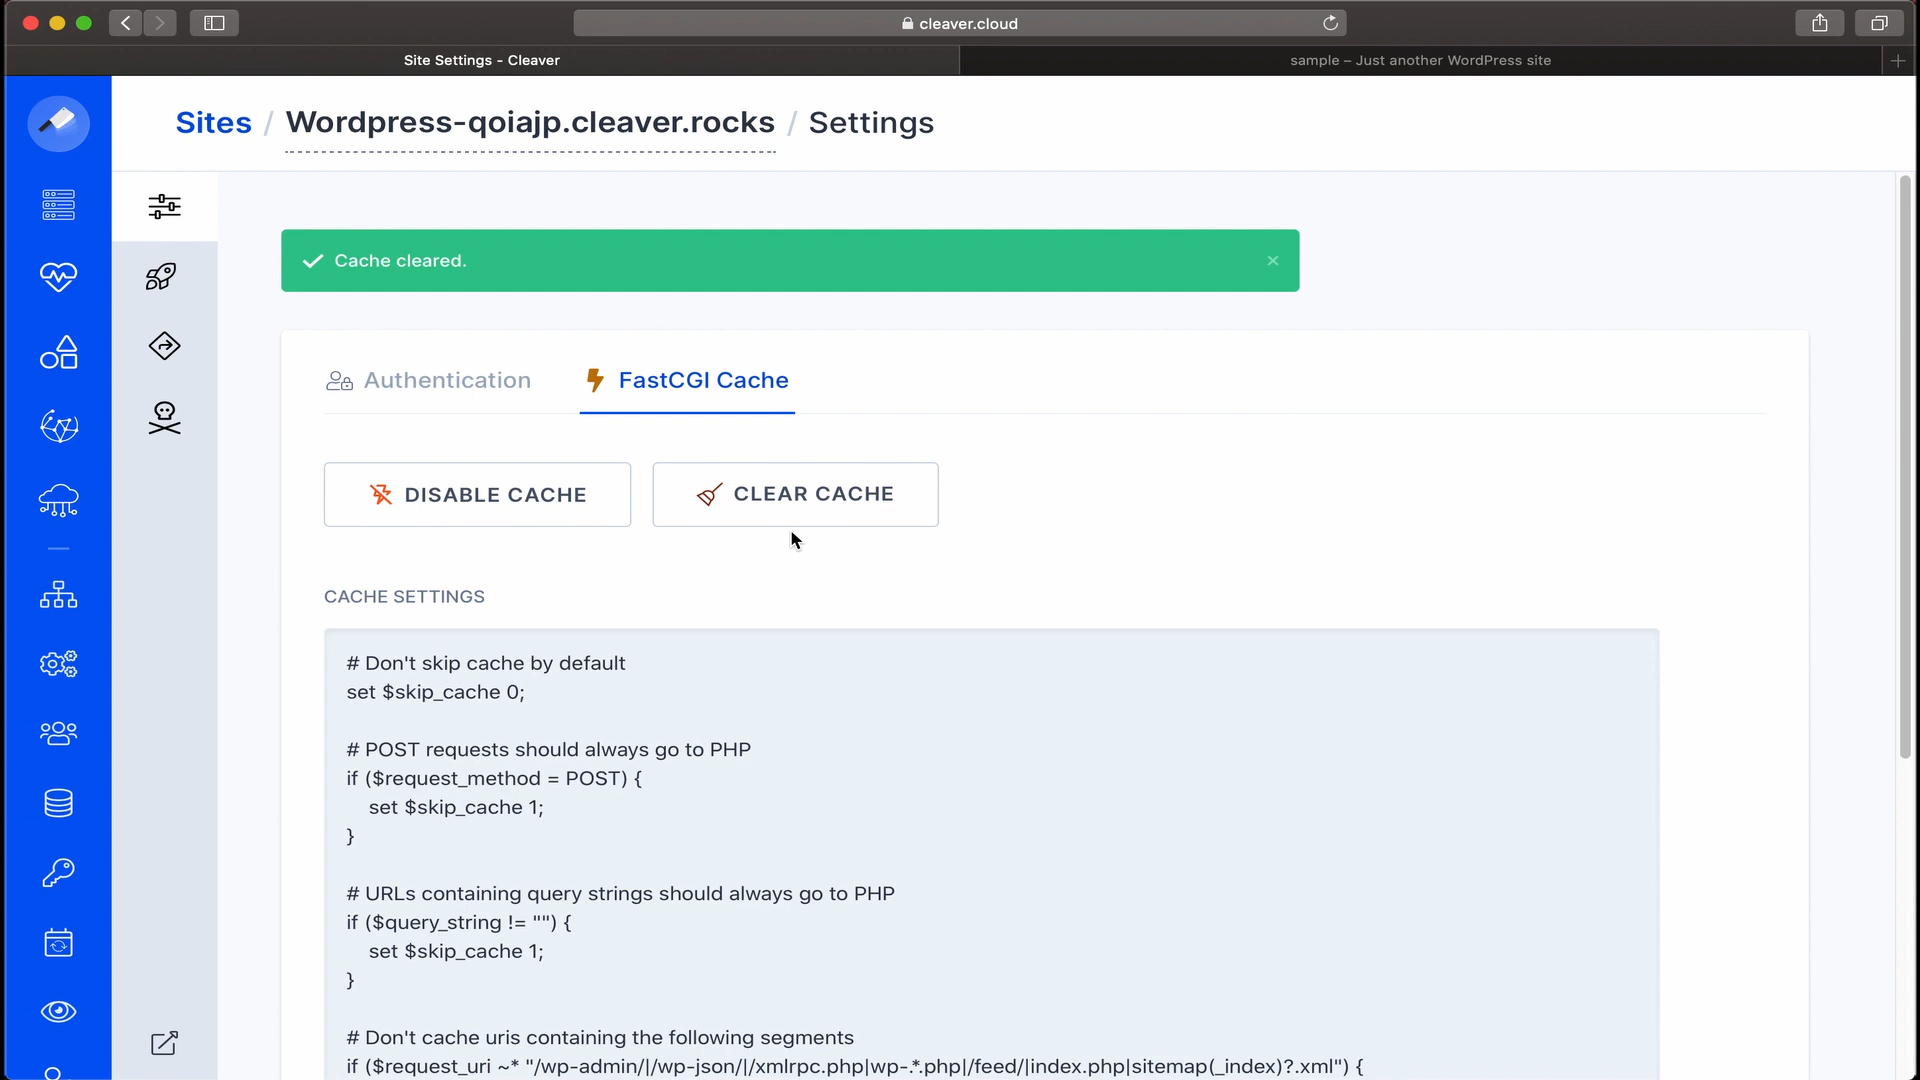 cleaver.cloud
Site Settings - Cleaver
sample – Just another WordPress site
Sites / Wordpress-qoiajp.cleaver.rocks / Settings
Cache cleared.
Authentication
FastCGI Cache
DISABLE CACHE
CLEAR CACHE
CACHE SETTINGS
# Don't skip cache by default
set $skip_cache 0;
# POST requests should always go to PHP
if ($request_method = POST) {
set $skip_cache 1;
}
# URLs containing query strings should always go to PHP
if ($query_string != "") {
set $skip_cache 1;
}
# Don't cache uris containing the following segments
if ($request_uri ~* "/wp-admin/|/wp-json/|/xmlrpc.php|wp-.*.php|/feed/|index.php|sitemap(_index)?.xml") {